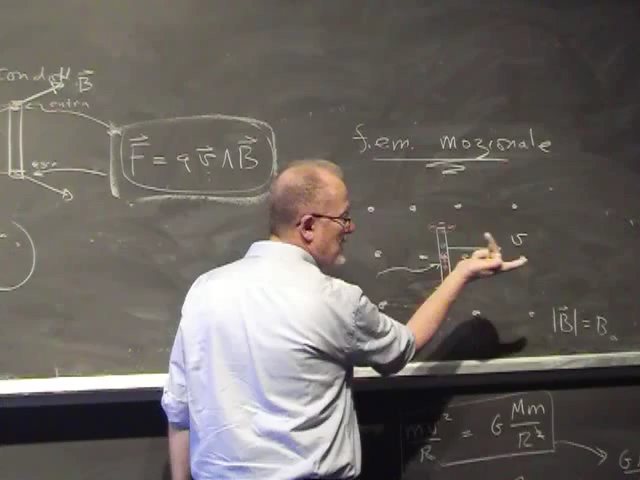 B⃗
entra
esce
F⃗ = q v⃗ ∧ B⃗
f.e.m. mozionale
v
|B⃗| = B
mv²/R = G Mm/R²
G